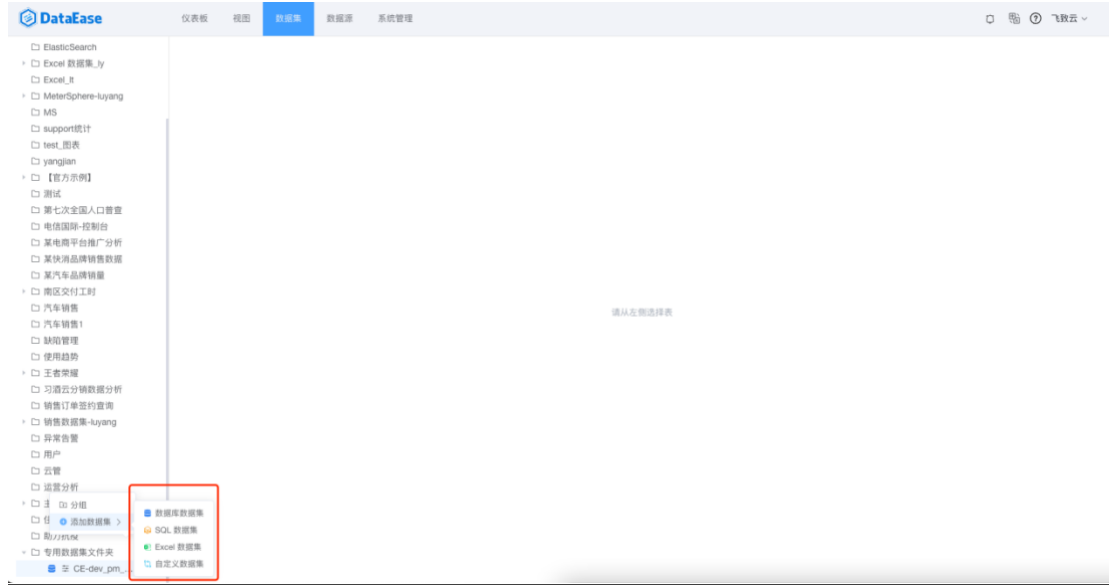 DataEase 仪表板 视图 数据集 数据源 系统管理 飞致云
ElasticSearch
Excel 数据集_ly
Excel_lt
MeterSphere-luyang
MS
support统计
test_图表
yangjian
【官方示例】
测试
第七次全国人口普查
电信国际-控制台
某电商平台推广分析
某快消品牌销售数据
某汽车品牌销量
南区交付工时
汽车销售
汽车销售1
缺陷管理
使用趋势
王者荣耀
习酒云分销数据分析
销售订单签约查询
销售数据集-luyang
异常告警
用户
云管
运营分析
分组
添加数据集
数据库数据集
SQL 数据集
Excel 数据集
自定义数据集
助力抗疫
专用数据集文件夹
CE-dev_pm_...
请从左侧选择表